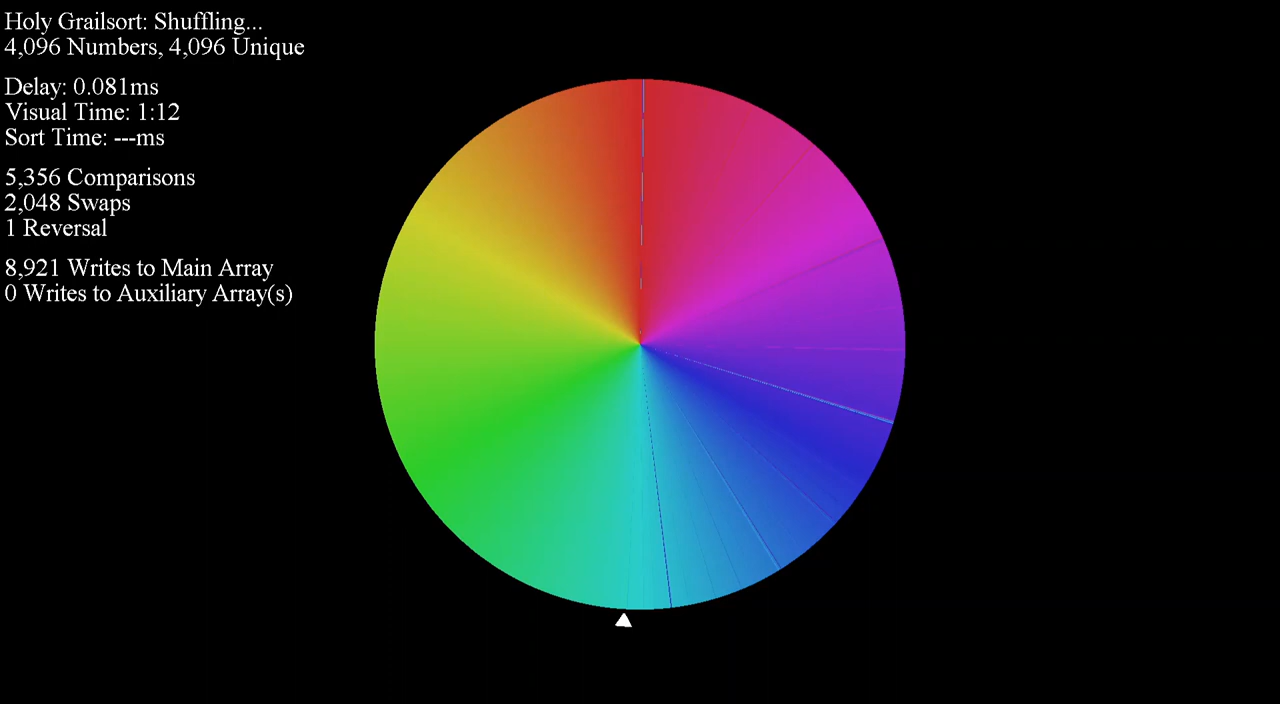 Holy Grailsort: Shuffling...
4,096 Numbers, 4,096 Unique
Delay: 0.081ms
Visual Time: 1:12
Sort Time: ---ms
5,356 Comparisons
2,048 Swaps
1 Reversal
8,921 Writes to Main Array
0 Writes to Auxiliary Array(s)